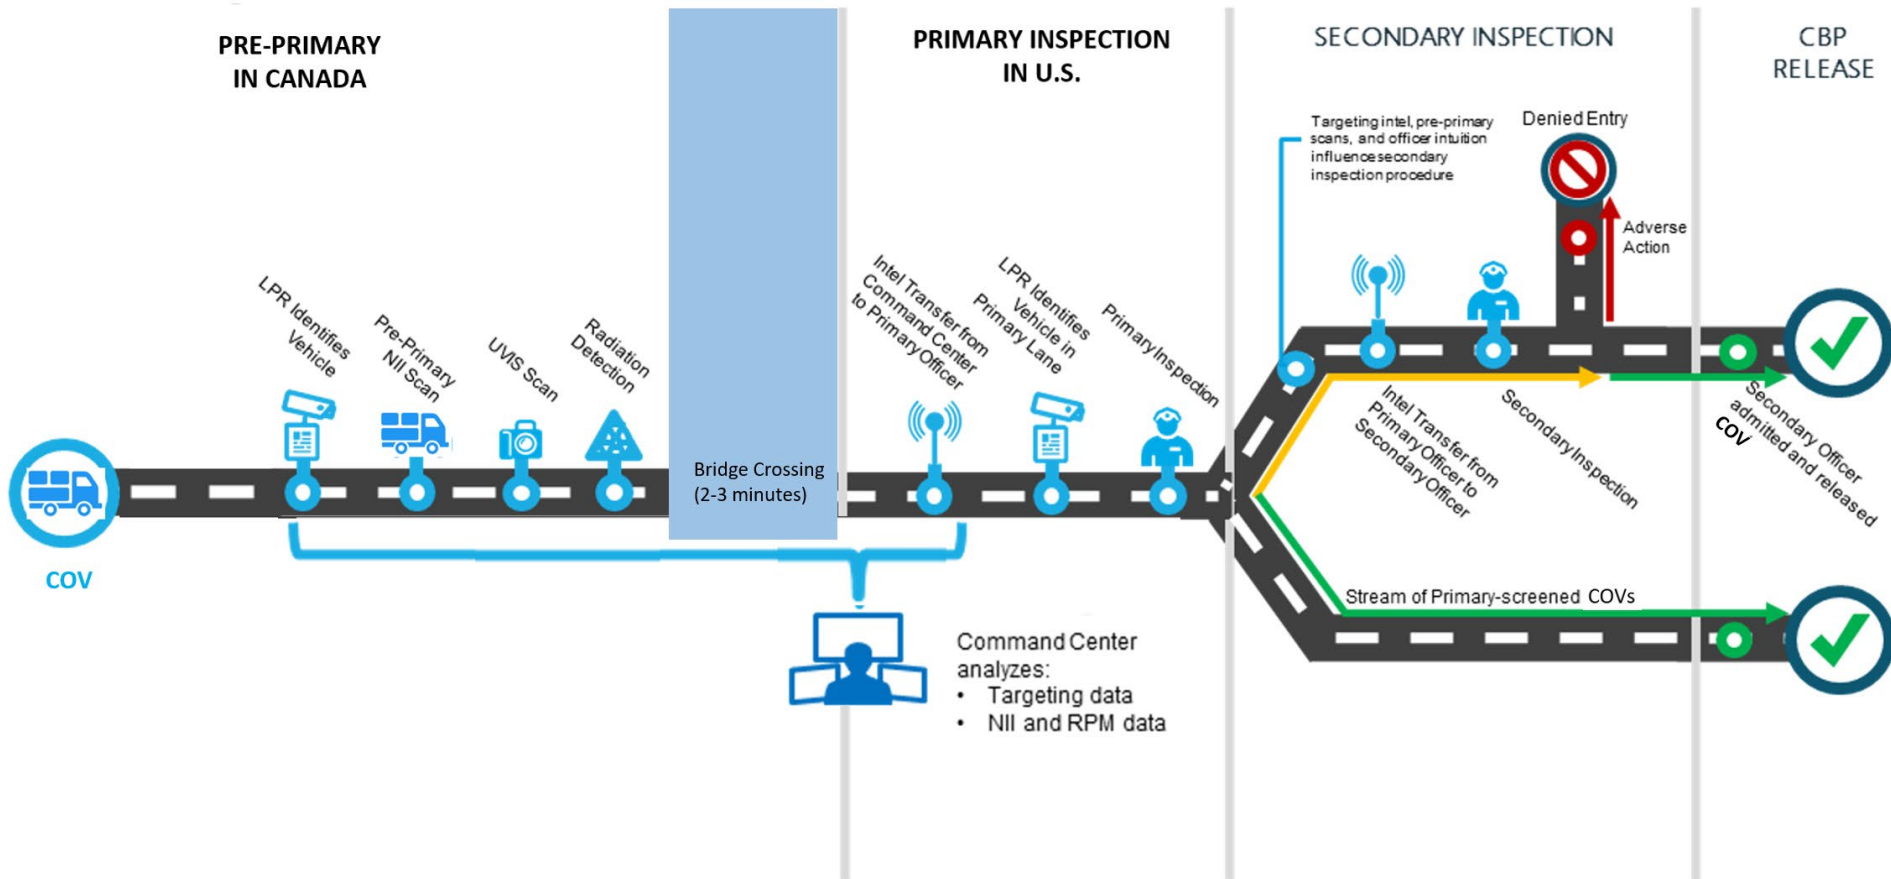 PRE-PRIMARY
IN CANADA
PRIMARY INSPECTION
IN U.S.
SECONDARY INSPECTION
CBP
RELEASE
LPR Identifies
Vehicle
Pre-Primary
NII Scan
UVIS Scan
Radiation
Detection
Bridge Crossing
(2-3 minutes)
COV
Intel Transfer from
Command Center
to Primary Officer
LPR Identifies
Vehicle in
Primary Lane
Primary Inspection
Command Center
analyzes:
• Targeting data
• NII and RPM data
Targeting intel, pre-primary
scans, and officer intuition
influence secondary
inspection procedure
Denied Entry
Adverse
Action
Intel Transfer from
Primary Officer to
Secondary Officer
Secondary Inspection
Secondary Officer
admitted and released
COV
Stream of Primary-screened COVs